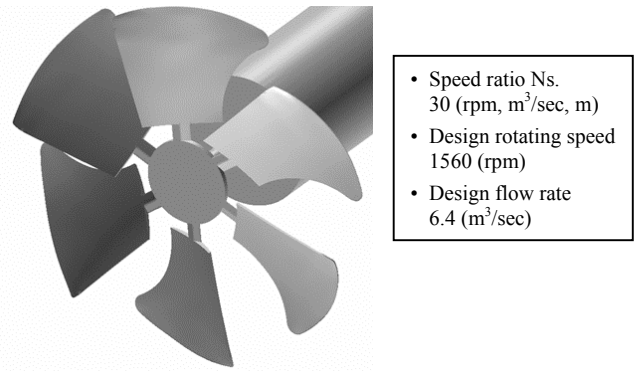 • Speed ratio Ns.
30 (rpm, m³/sec, m)
• Design rotating speed
1560 (rpm)
• Design flow rate
6.4 (m³/sec)